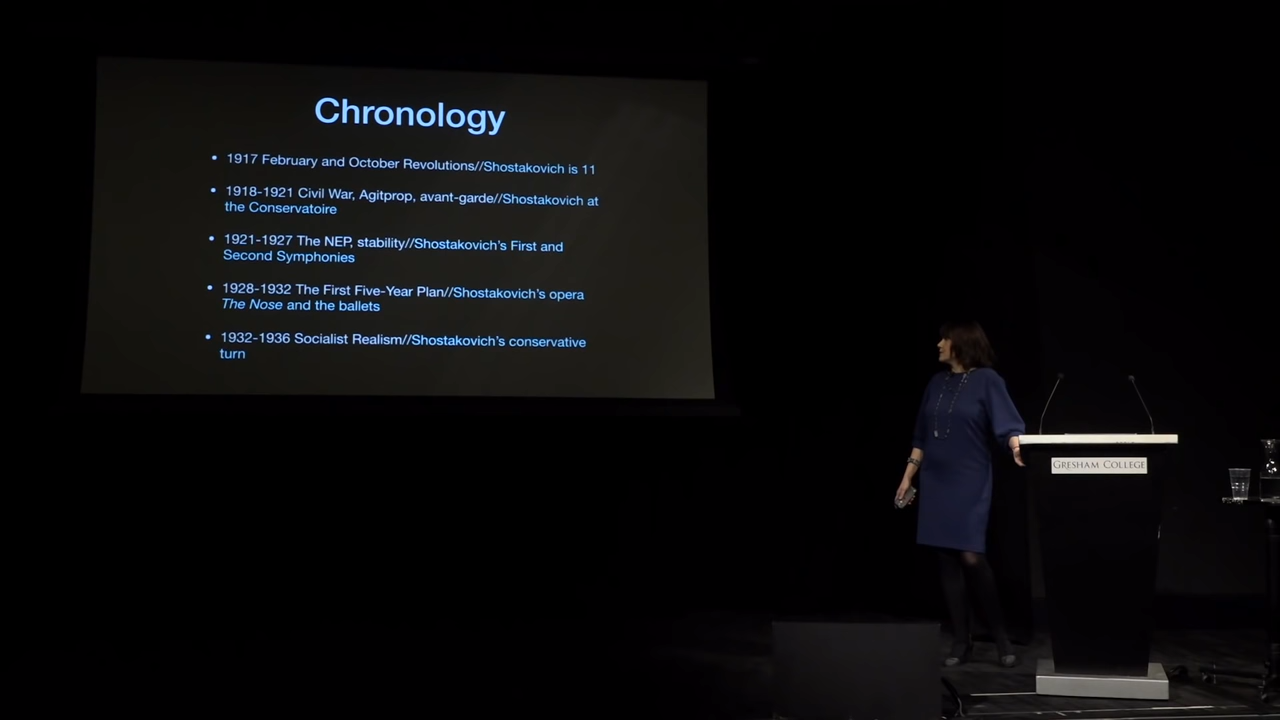 Chronology
• 1917 February and October Revolutions//Shostakovich is 11
• 1918-1921 Civil War, Agitprop, avant-garde//Shostakovich at
the Conservatoire
• 1921-1927 The NEP, stability//Shostakovich's First and
Second Symphonies
• 1928-1932 The First Five-Year Plan//Shostakovich's opera
The Nose and the ballets
• 1932-1936 Socialist Realism//Shostakovich's conservative
turn
GRESHAM COLLEGE